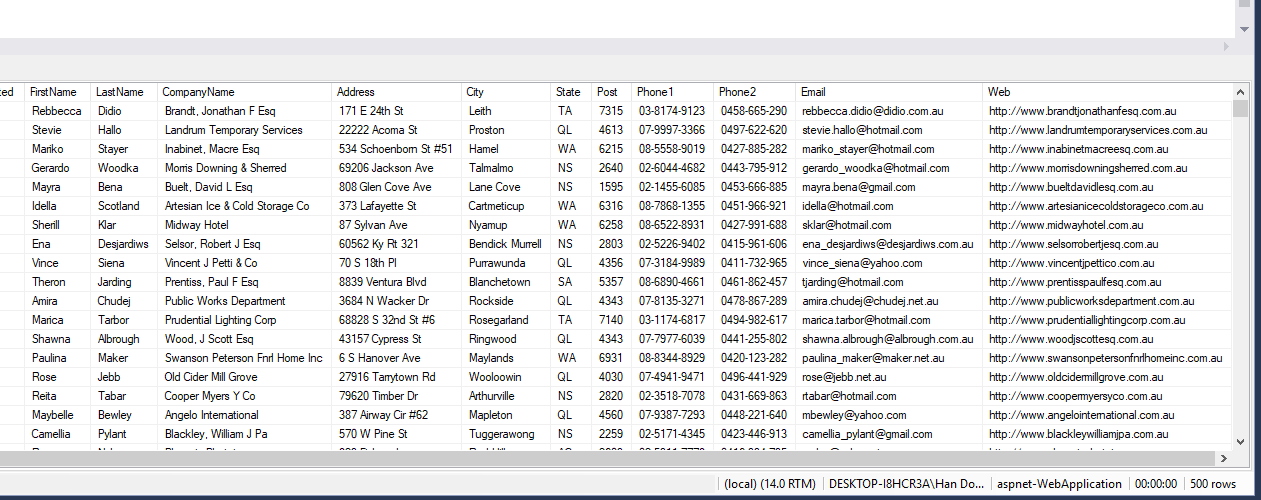 ted FirstName LastName CompanyName Address City State Post Phone1 Phone2 Email Web
Rebbecca Didio Brandt, Jonathan F Esq 171 E 24th St Leith TA 7315 03-8174-9123 0458-665-290 rebbecca.didio@didio.com.au http://www.brandtjonathanfesq.com.au
Stevie Hallo Landrum Temporary Services 22222 Acoma St Proston QL 4613 07-9997-3366 0497-622-620 stevie.hallo@hotmail.com http://www.landrumtemporaryservices.com.au
Mariko Stayer Inabinet, Macre Esq 534 Schoenborn St #51 Hamel WA 6215 08-5558-9019 0427-885-282 mariko_stayer@hotmail.com http://www.inabinetmacreesq.com.au
Gerardo Woodka Morris Downing & Sherred 69206 Jackson Ave Talmalmo NS 2640 02-6044-4682 0443-795-912 gerardo_woodka@hotmail.com http://www.morrisdowningsherred.com.au
Mayra Bena Buelt, David L Esq 808 Glen Cove Ave Lane Cove NS 1595 02-1455-6085 0453-666-885 mayra.bena@gmail.com http://www.bueltdavidlesq.com.au
Idella Scotland Artesian Ice & Cold Storage Co 373 Lafayette St Cartmeticup WA 6316 08-7868-1355 0451-966-921 idella@hotmail.com http://www.artesianicecoldstorageco.com.au
Sherill Klar Midway Hotel 87 Sylvan Ave Nyamup WA 6258 08-6522-8931 0427-991-688 sklar@hotmail.com http://www.midwayhotel.com.au
Ena Desjardiws Selsor, Robert J Esq 60562 Ky Rt 321 Bendick Murrell NS 2803 02-5226-9402 0415-961-606 ena_desjardiws@desjardiws.com.au http://www.selsorrobertjesq.com.au
Vince Siena Vincent J Petti & Co 70 S 18th Pl Purrawunda QL 4356 07-3184-9989 0411-732-965 vince_siena@yahoo.com http://www.vincentjpettico.com.au
Theron Jarding Prentiss, Paul F Esq 8839 Ventura Blvd Blanchetown SA 5357 08-6890-4661 0461-862-457 tjarding@hotmail.com http://www.prentisspaulfesq.com.au
Amira Chudej Public Works Department 3684 N Wacker Dr Rockside QL 4343 07-8135-3271 0478-867-289 amira.chudej@chudej.net.au http://www.publicworksdepartment.com.au
Marica Tarbor Prudential Lighting Corp 68828 S 32nd St #6 Rosegarland TA 7140 03-1174-6817 0494-982-617 marica.tarbor@hotmail.com http://www.prudentiallightingcorp.com.au
Shawna Albrough Wood, J Scott Esq 43157 Cypress St Ringwood QL 4343 07-7977-6039 0441-255-802 shawna.albrough@albrough.com.au http://www.woodjscottesq.com.au
Paulina Maker Swanson Peterson Fnrl Home Inc 6 S Hanover Ave Maylands WA 6931 08-8344-8929 0420-123-282 paulina_maker@maker.net.au http://www.swansonpetersonfnrlhomeinc.com.au
Rose Jebb Old Cider Mill Grove 27916 Tarrytown Rd Wooloowin QL 4030 07-4941-9471 0496-441-929 rose@jebb.net.au http://www.oldcidermillgrove.com.au
Reita Tabar Cooper Myers Y Co 79620 Timber Dr Arthurville NS 2820 02-3518-7078 0431-669-863 rtabar@hotmail.com http://www.coopermyersyco.com.au
Maybelle Bewley Angelo International 387 Airway Cir #62 Mapleton QL 4560 07-9387-7293 0448-221-640 mbewley@yahoo.com http://www.angelointernational.com.au
Camellia Pylant Blackley, William J Pa 570 W Pine St Tuggerawong NS 2259 02-5171-4345 0423-446-913 camellia_pylant@gmail.com http://www.blackleywilliamjpa.com.au
(local) (14.0 RTM) DESKTOP-I8HCR3A\Han Do... aspnet-WebApplication 00:00:00 500 rows